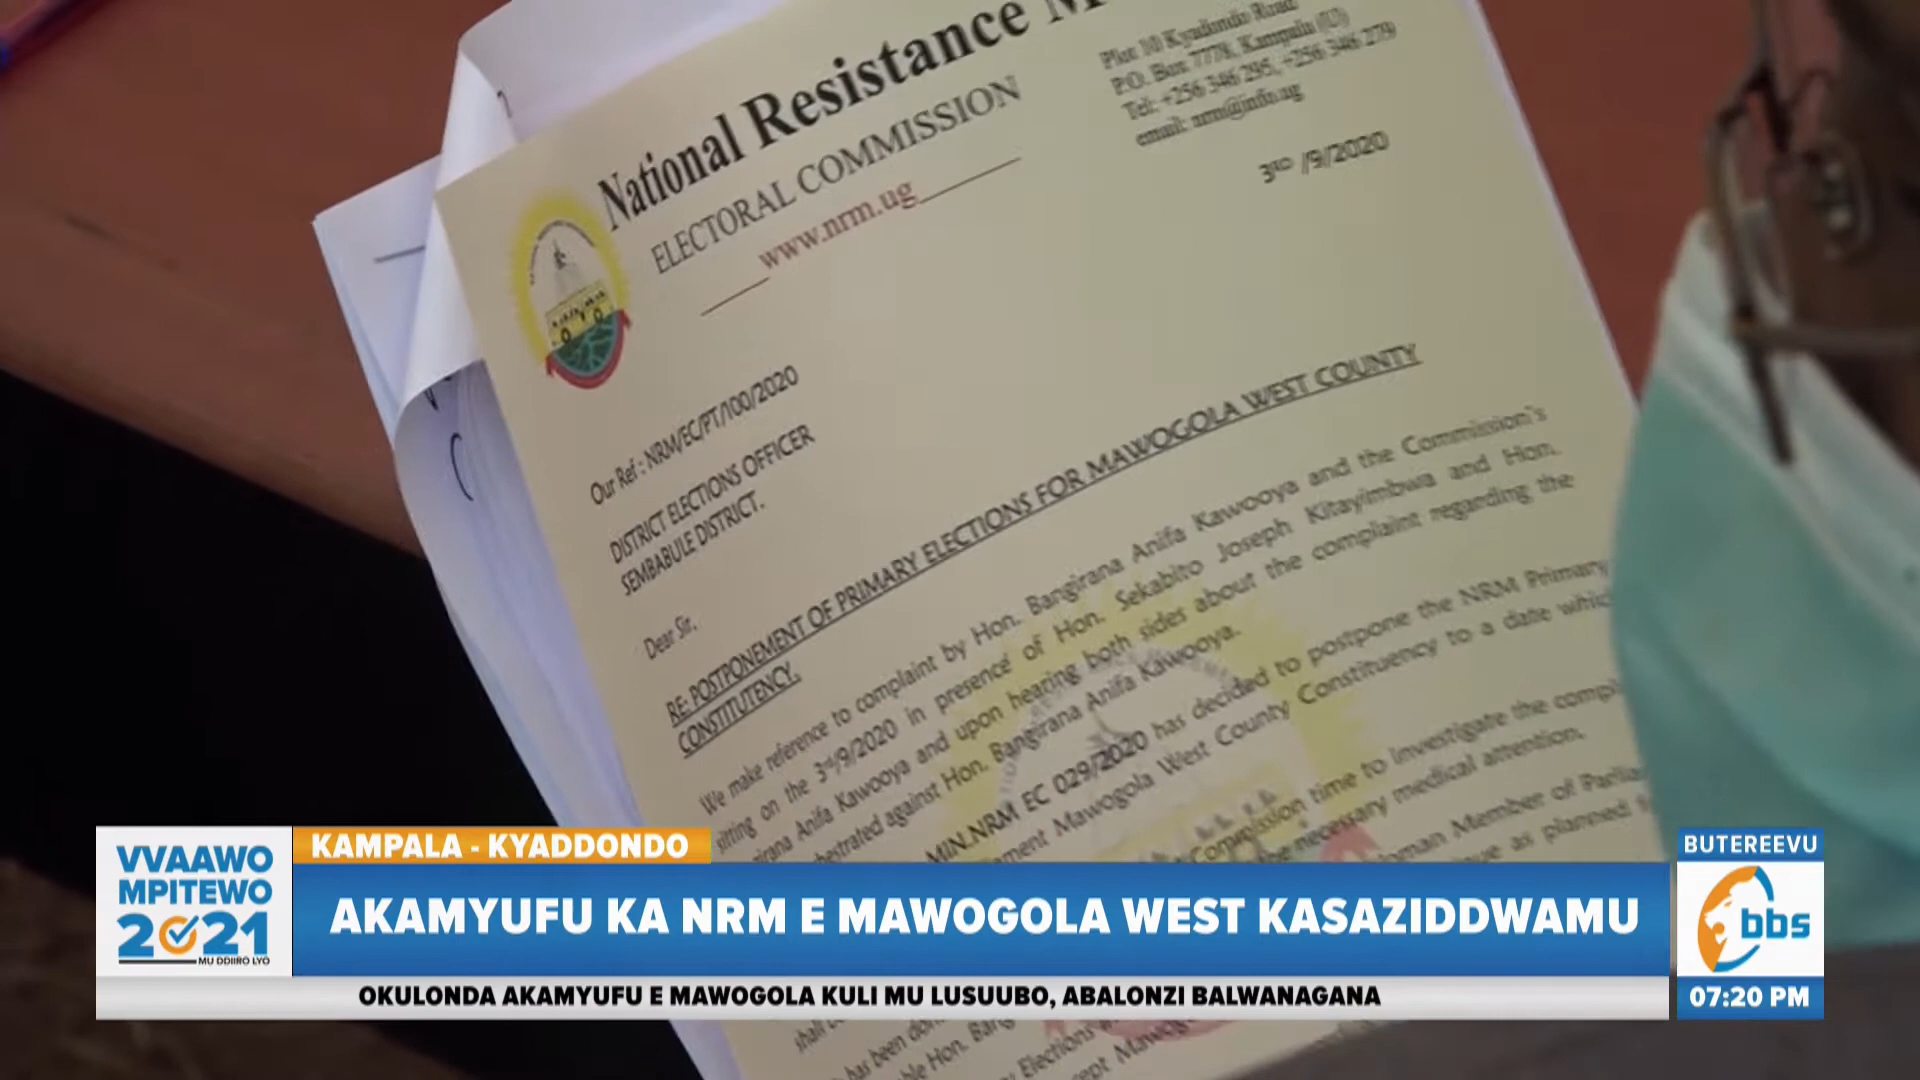 National Resistance
ELECTORAL COMMISSION
www.nrm.ug
Plot 10 Kyadondo Road
P.O. Box 7778, Kampala (U)
Tel: +256 346 295, +256 346 279
email: nrm@info.ug
3RD /9/2020
Our Ref : NRM/EC/PT/100/2020
DISTRICT ELECTIONS OFFICER
SEMBABULE DISTRICT.
Dear Sir,
RE: POSTPONEMENT OF PRIMARY ELECTIONS FOR MAWOGOLA WEST COUNTY
CONSTITUTENCY.
We make reference to complaint by Hon. Bangirana Anifa Kawooya and the Commission's
sitting on the 3rd/9/2020 in presence of Hon. Sekabito Joseph Kitayimbwa and Hon.
Anifa Kawooya and upon hearing both sides about the complaint regarding the
against Hon. Bangirana Anifa Kawooya.
MIN.NRM EC 029/2020 has decided to postpone the NRM Primary
Mawogola West County Constituency to a date which
Commission time to investigate the
necessary medical attention.
Member of
as planned
has been
Hon.
Elections
KAMPALA - KYADDONDO
VVAAWO
MPITEWO
2021
MU DDIIRO LYO
AKAMYUFU KA NRM E MAWOGOLA WEST KASAZIDDWAMU
OKULONDA AKAMYUFU E MAWOGOLA KULI MU LUSUUBO, ABALONZI BALWANAGANA
BUTEREEVU
bbs
07:20 PM